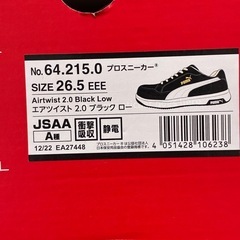 No. 64.215.0 プロスニーカー®
SIZE 26.5 EEE
Airtwist 2.0 Black Low
エアツイスト 2.0 ブラック ロー
JSAA
A種
衝撃吸収
静電
12/22 EA27448
4 051428 106238
PUMA